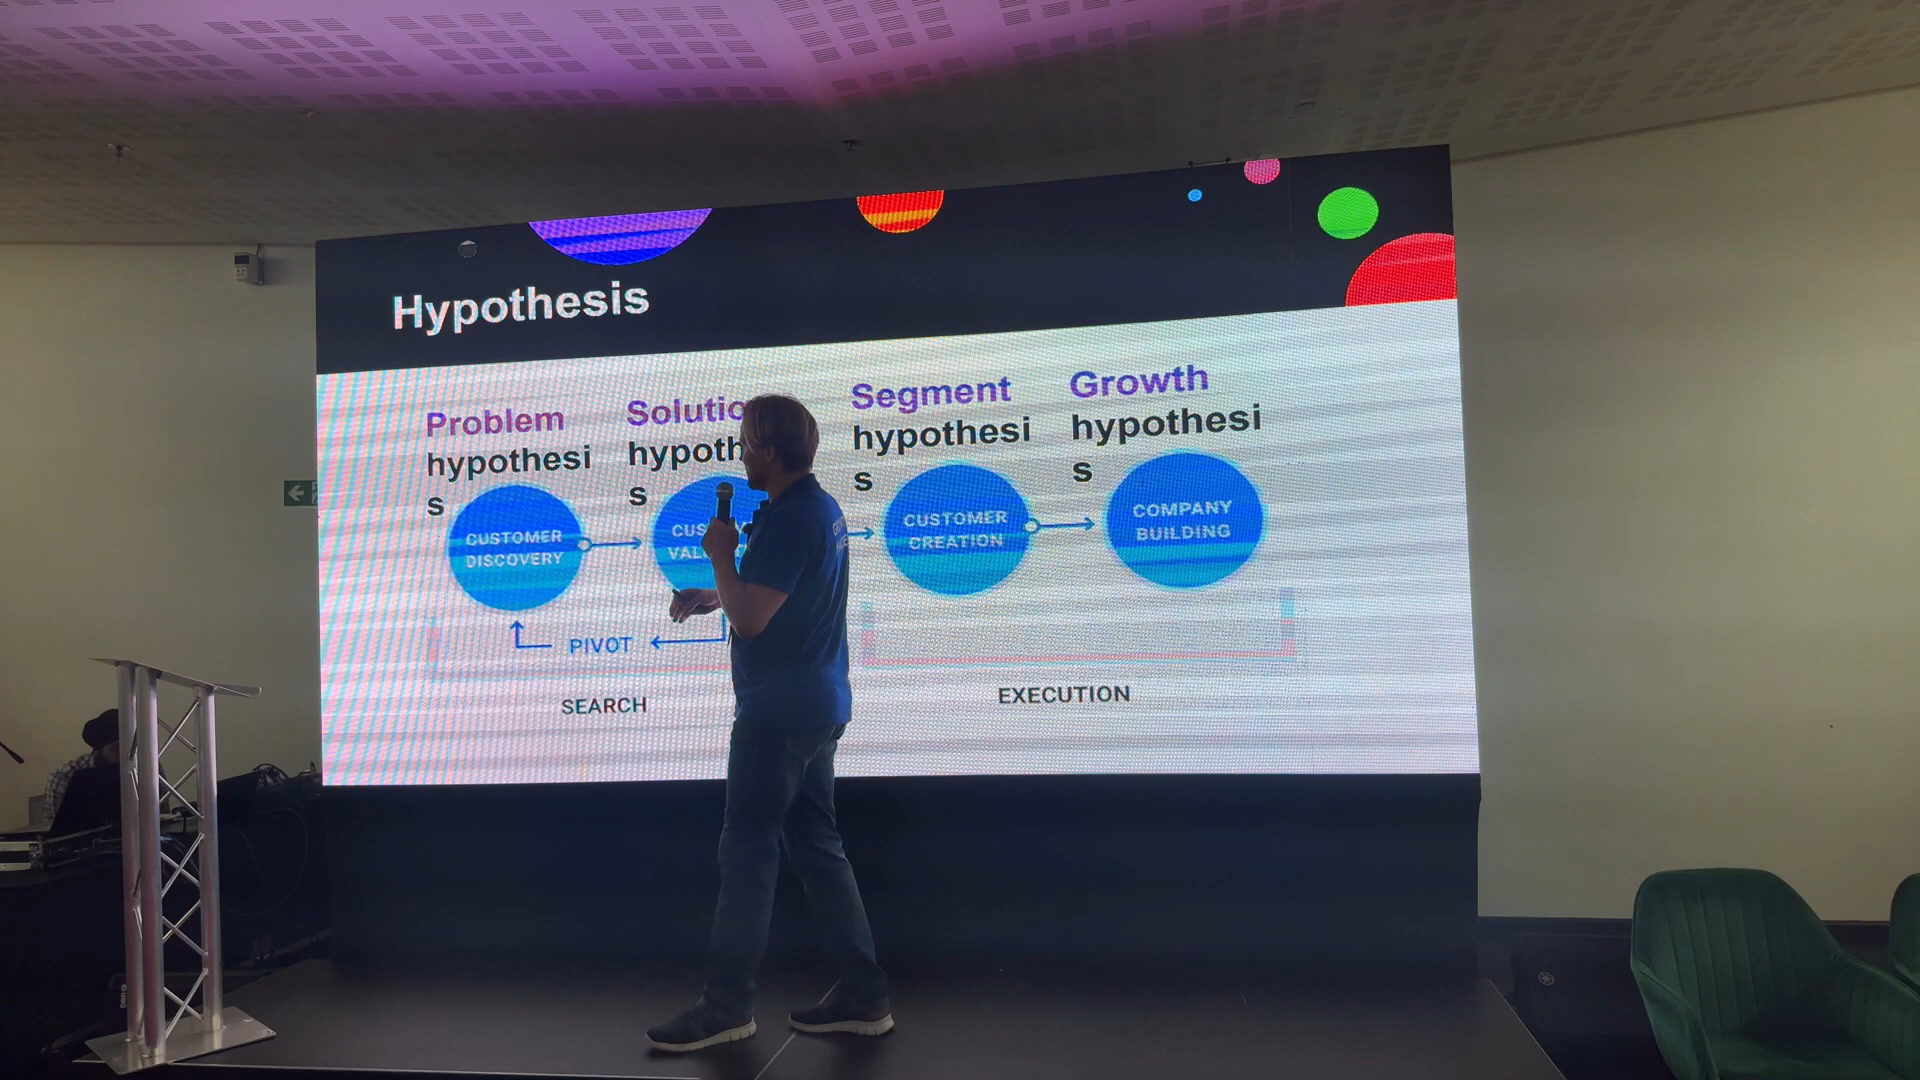 Hypothesis
Problem
hypothesi
s
Solutio
hypoth
s
Segment
hypothesi
s
Growth
hypothesi
s
CUSTOMER
DISCOVERY
CUS
VAL
CUSTOMER
CREATION
COMPANY
BUILDING
PIVOT
SEARCH
EXECUTION